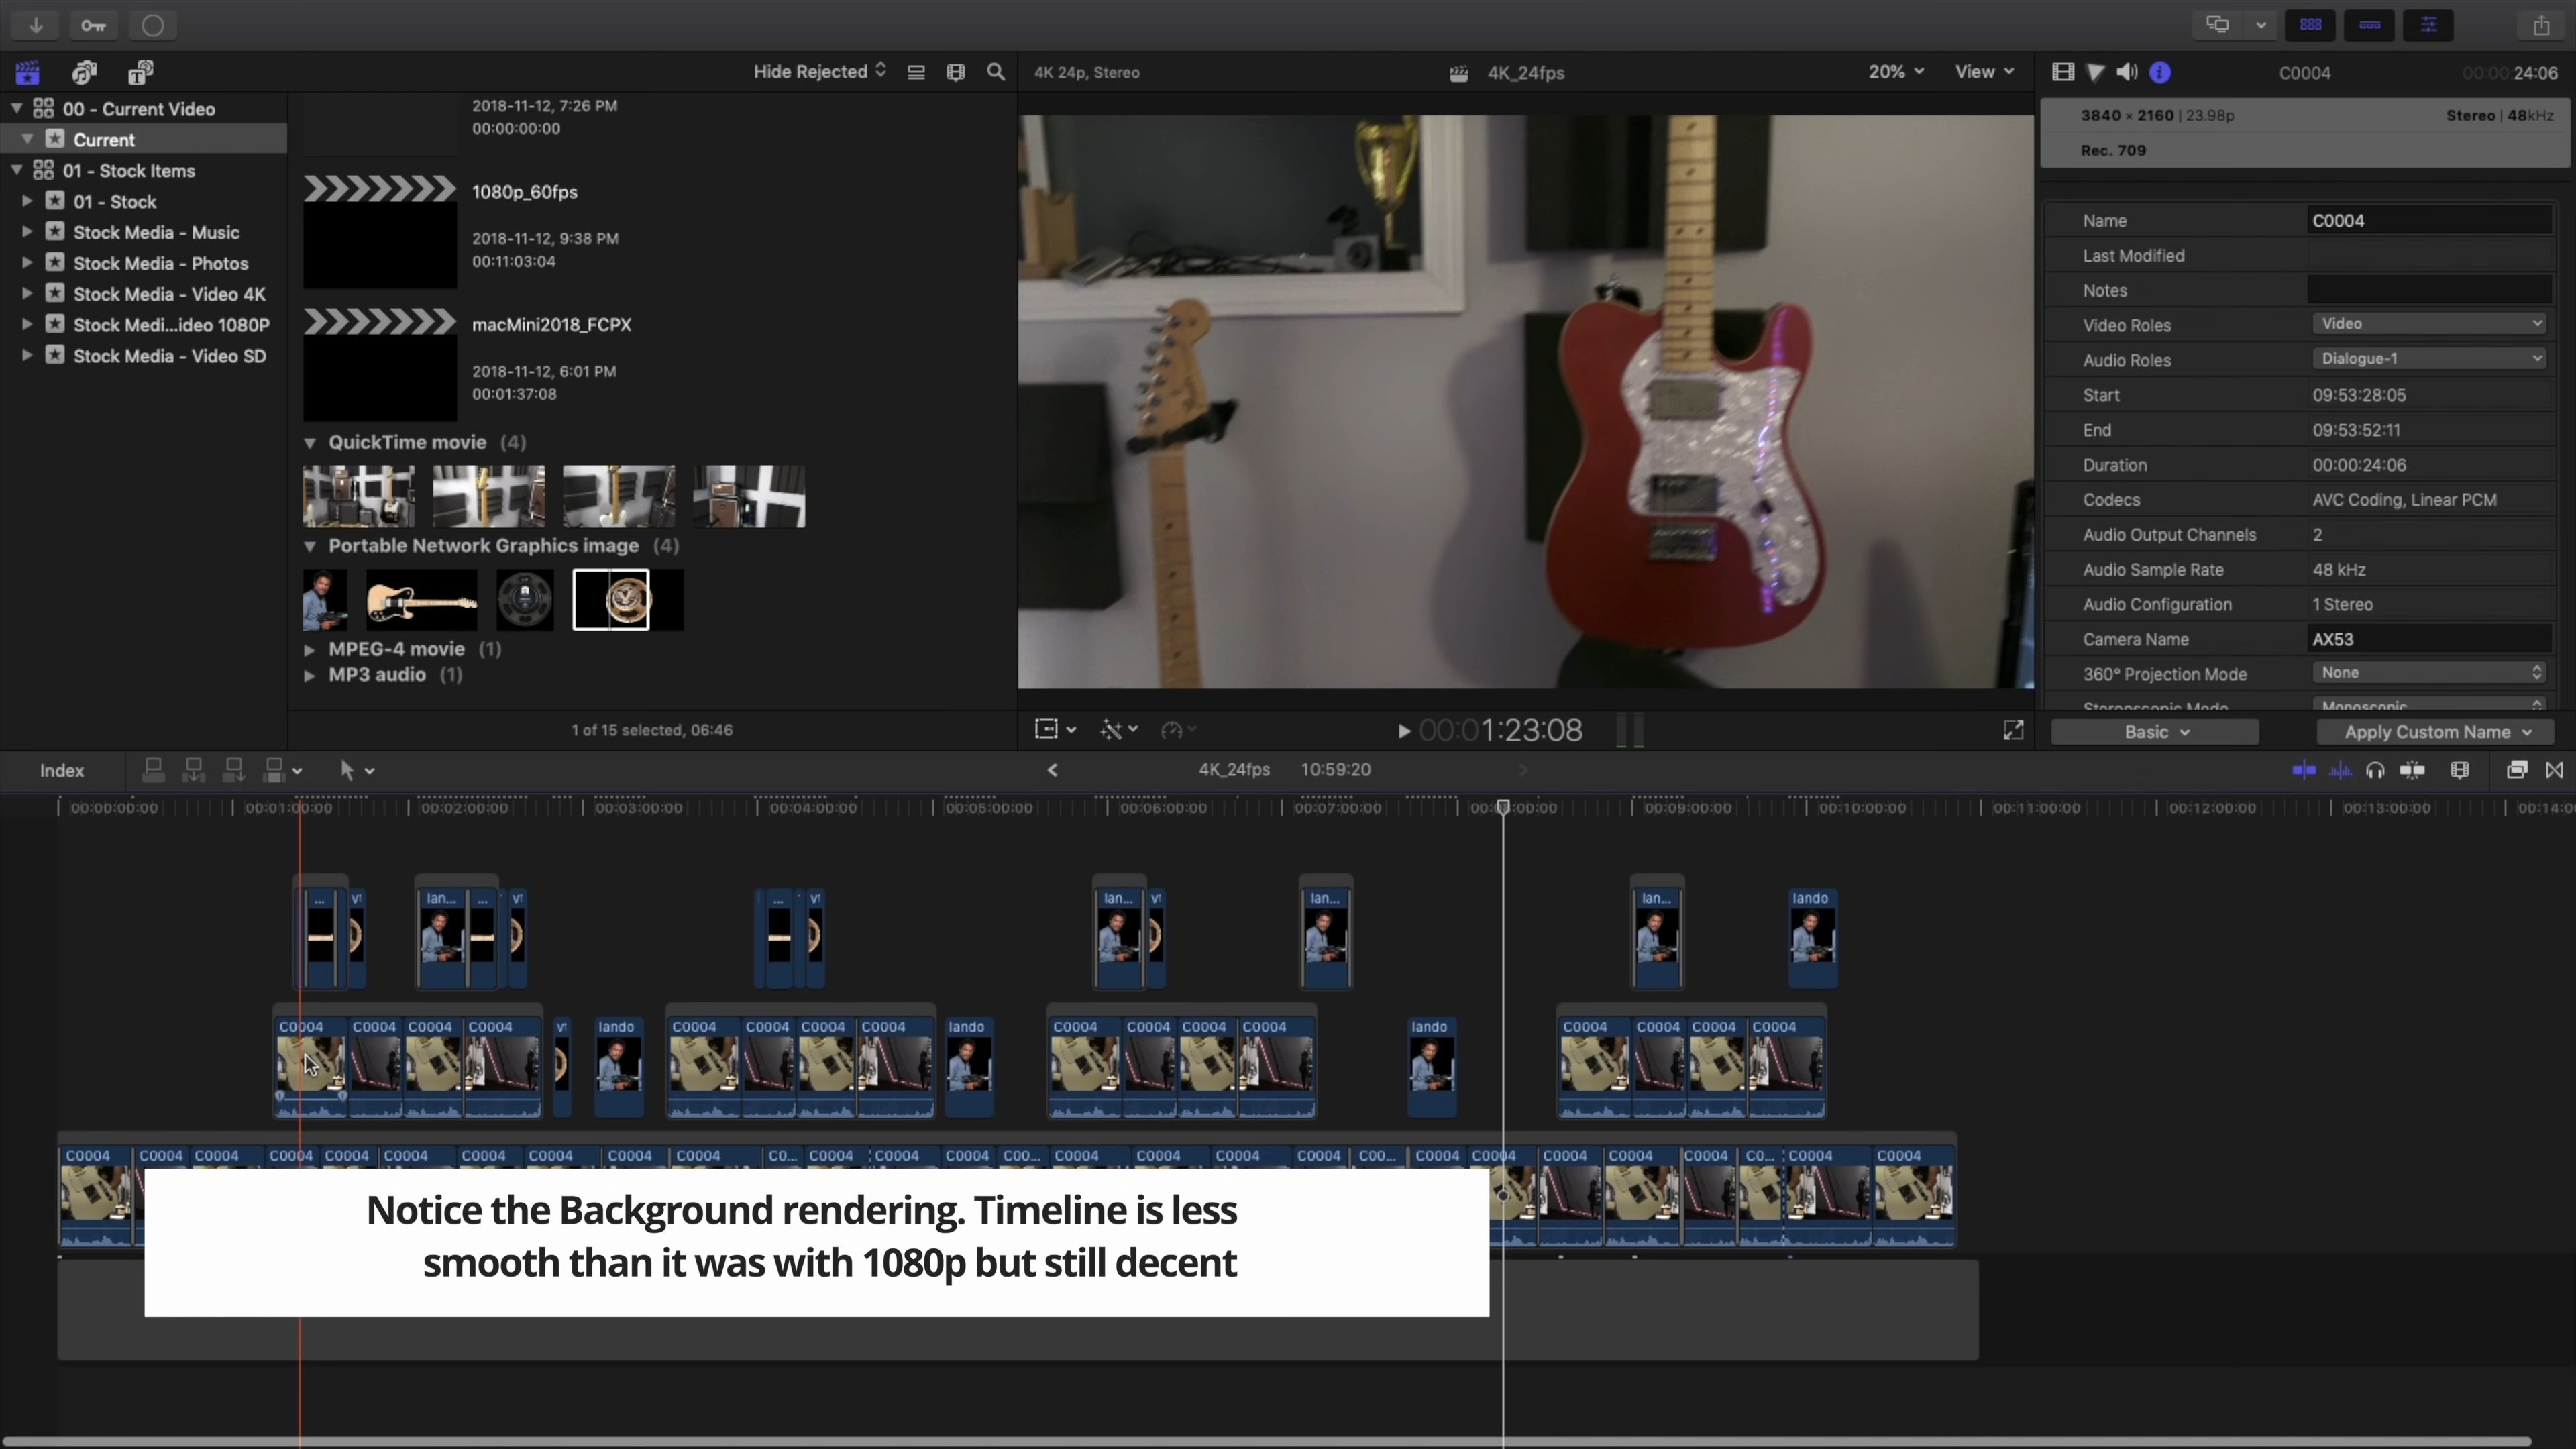 Hide Rejected
4K 24p, Stereo
4K_24fps
20%
View
C0004
00:00:24:06
00 - Current Video
Current
01 - Stock Items
01 - Stock
Stock Media - Music
Stock Media - Photos
Stock Media - Video 4K
Stock Medi...ideo 1080P
Stock Media - Video SD
2018-11-12, 7:26 PM
00:00:00:00
1080p_60fps
2018-11-12, 9:38 PM
00:11:03:04
macMini2018_FCPX
2018-11-12, 6:01 PM
00:01:37:08
QuickTime movie (4)
Portable Network Graphics image (4)
MPEG-4 movie (1)
MP3 audio (1)
1 of 15 selected, 06:46
00:01:23:08
3840 × 2160 | 23.98p
Stereo | 48kHz
Rec. 709
Name C0004
Last Modified
Notes
Video Roles Video
Audio Roles Dialogue-1
Start 09:53:28:05
End 09:53:52:11
Duration 00:00:24:06
Codecs AVC Coding, Linear PCM
Audio Output Channels 2
Audio Sample Rate 48 kHz
Audio Configuration 1 Stereo
Camera Name AX53
360° Projection Mode None
Stereoscopic Mode Monoscopic
Basic
Apply Custom Name
Index
4K_24fps 10:59:20
00:00:00:00 00:01:00:00 00:02:00:00 00:03:00:00 00:04:00:00 00:05:00:00 00:06:00:00 00:07:00:00 00:08:00:00 00:09:00:00 00:10:00:00 00:11:00:00 00:12:00:00 00:13:00:00 00:14:0
... lan... ... ... lan... lan... lan... lando
C0004 C0004 C0004 C0004 lando C0004 C0004 C0004 C0004 lando C0004 C0004 C0004 C0004 lando C0004 C0004 C0004 C0004
C0004 C0004 C0004 C0004 C0004 C0004 C0004 C0004 C0004 C0004 C0... C0004 C0004 C0004 C00... C0004 C0004 C0004 C0004 C00... C0004 C0004 C0004 C0004 C0004 C0... C0004 C0004
Notice the Background rendering. Timeline is less
smooth than it was with 1080p but still decent